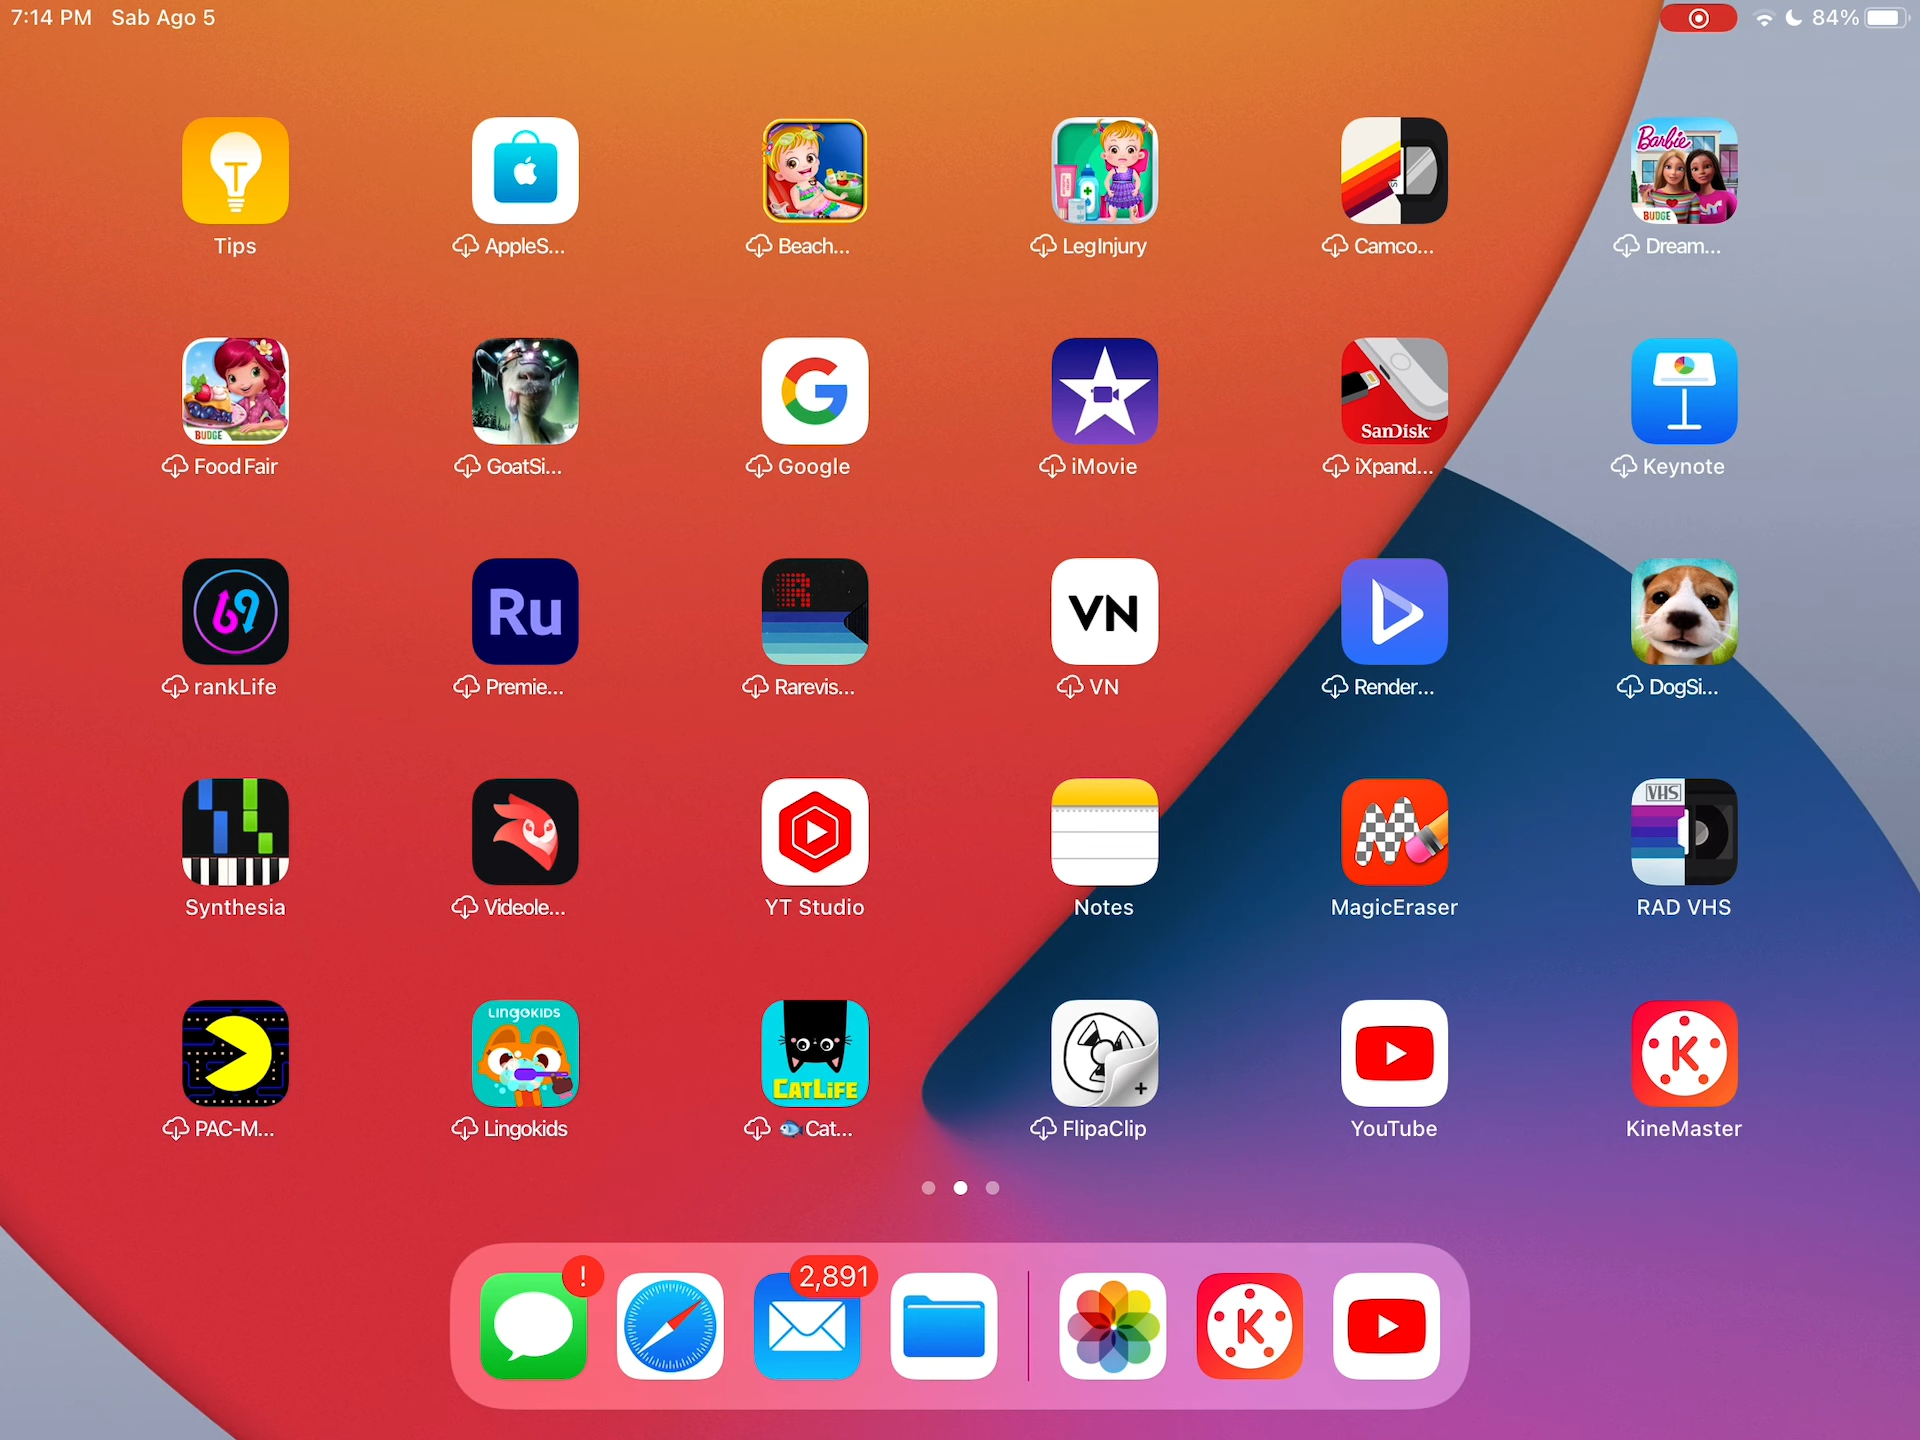 7:14 PM Sab Ago 5
84%
T
Barbie
BUDGE
Tips
AppleS...
Beach...
LegInjury
Camco...
Dream...
BUDGE
G
SanDisk
Food Fair
GoatSi...
Google
iMovie
iXpand...
Keynote
69
Ru
R
VN
rankLife
Premie...
Rarevis...
VN
Render...
DogSi...
M
VHS
Synthesia
Videole...
YT Studio
Notes
MagicEraser
RAD VHS
LINGOKIDS
CATLIFE
K
PAC-M...
Lingokids
🐟Cat...
FlipaClip
YouTube
KineMaster
!
2,891
K